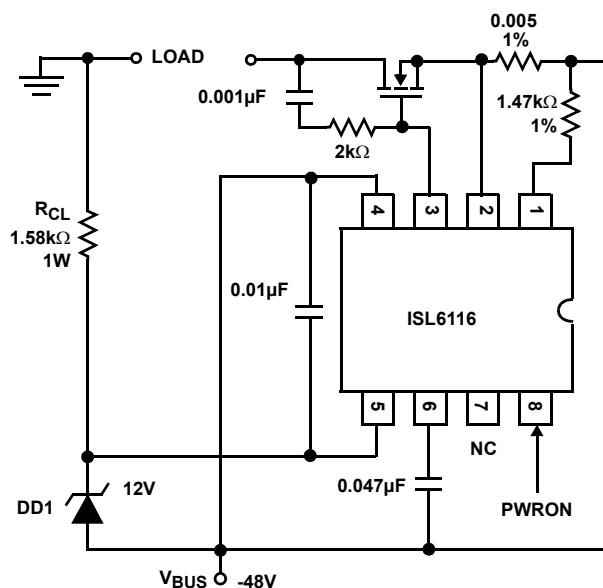 0.005
1%
LOAD
1.47kΩ
1%
0.001µF
2kΩ
4 3 2 1
RCL
1.58kΩ
1W
0.01µF
ISL6116
5 6 7 8
NC
12V
DD1
0.047µF
PWRON
VBUS -48V